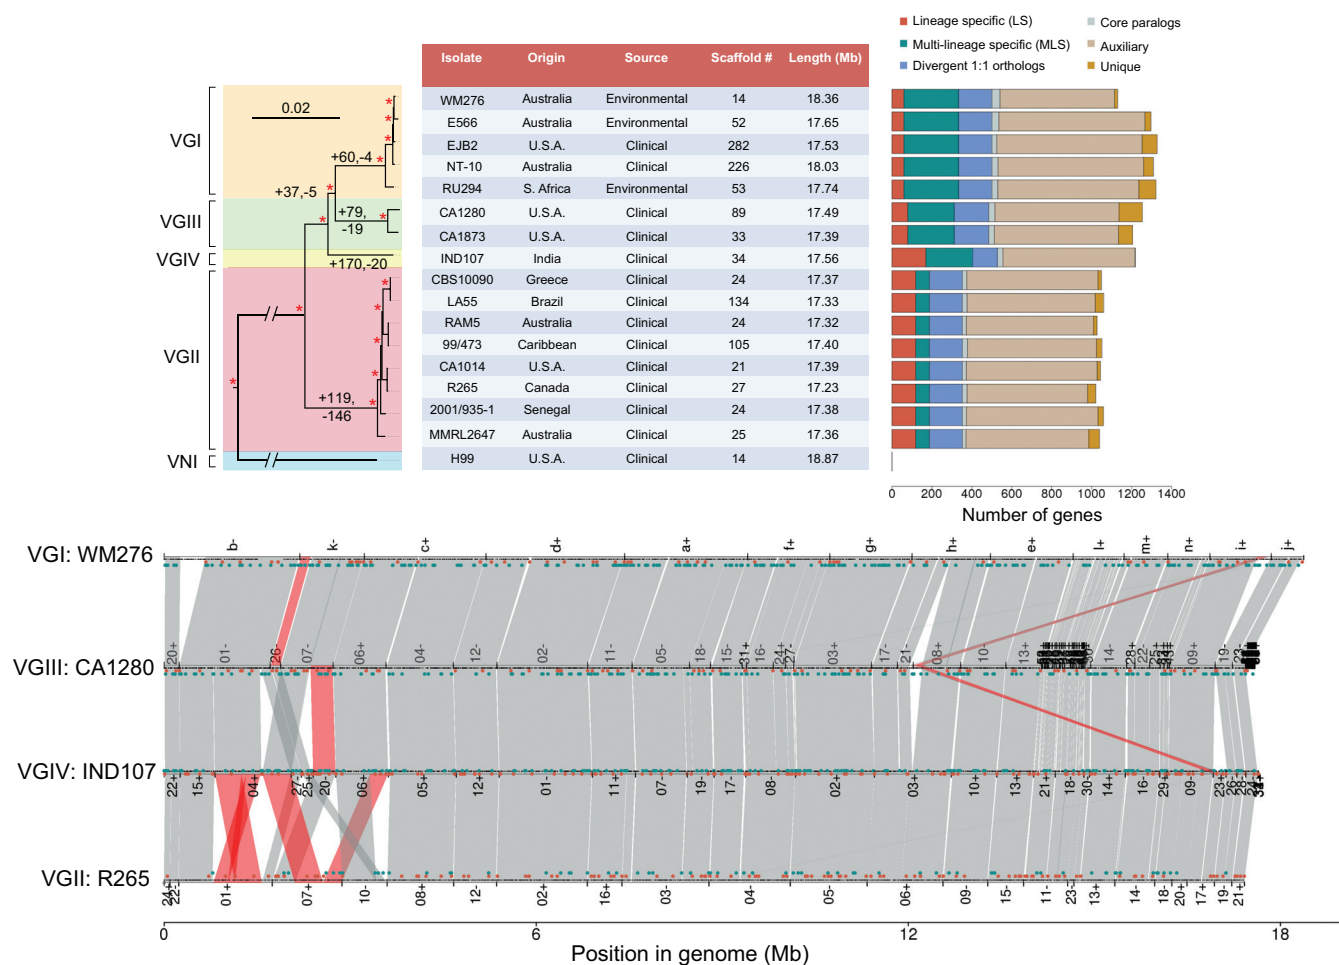 Lineage specific (LS)
Core paralogs
Multi-lineage specific (MLS)
Auxiliary
Divergent 1:1 orthologs
Unique
Isolate Origin Source Scaffold # Length (Mb)
WM276 Australia Environmental 14 18.36
E566 Australia Environmental 52 17.65
EJB2 U.S.A. Clinical 282 17.53
NT-10 Australia Clinical 226 18.03
RU294 S. Africa Environmental 53 17.74
CA1280 U.S.A. Clinical 89 17.49
CA1873 U.S.A. Clinical 33 17.39
IND107 India Clinical 34 17.56
CBS10090 Greece Clinical 24 17.37
LA55 Brazil Clinical 134 17.33
RAM5 Australia Clinical 24 17.32
99/473 Caribbean Clinical 105 17.40
CA1014 U.S.A. Clinical 21 17.39
R265 Canada Clinical 27 17.23
2001/935-1 Senegal Clinical 24 17.38
MMRL2647 Australia Clinical 25 17.36
H99 U.S.A. Clinical 14 18.87
VGI
VGIII
VGIV
VGII
VNI
0.02
+60,-4
+37,-5
+79,
-19
+170,-20
+119,
-146
0 200 400 600 800 1000 1200 1400
Number of genes
VGI: WM276
b- k- c+ d+ a+ f+ g+ h+ e+ l+ m+ n+ i+ j+
VGIII: CA1280
20+ 01- 26- 07- 06+ 04- 12- 02- 11- 05- 18- 15- 31+ 16- 24+ 27- 03+ 17- 21- 08+ 10- 13+ 14- 28+ 22- 25+ 09+ 19- 23-
VGIV: IND107
22+ 15+ 04+ 27- 25+ 20- 06+ 05+ 12+ 01- 11+ 07- 19- 17- 08- 02+ 03+ 10- 13+ 21- 18- 30- 14+ 16- 29+ 09- 23+ 26- 28- 24-
VGII: R265
24+ 22- 01+ 07+ 10- 08+ 12- 02+ 16+ 03- 04- 05- 06+ 09- 15- 11- 23- 13+ 14- 18- 20+ 17+ 19- 21+
0 6 12 18
Position in genome (Mb)